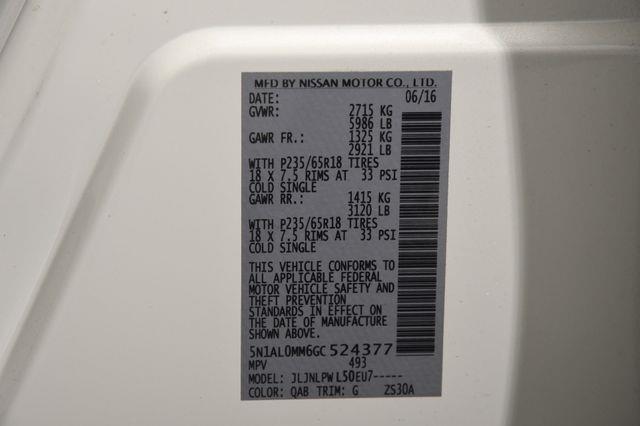 MFD BY NISSAN MOTOR CO., LTD.
DATE: 06/16
GVWR: 2715 KG
5986 LB
GAWR FR.: 1325 KG
2921 LB
WITH P235/65R18 TIRES
18 X 7.5 RIMS AT 33 PSI
COLD SINGLE
GAWR RR.: 1415 KG
3120 LB
WITH P235/65R18 TIRES
18 X 7.5 RIMS AT 33 PSI
COLD SINGLE
THIS VEHICLE CONFORMS TO
ALL APPLICABLE FEDERAL
MOTOR VEHICLE SAFETY AND
THEFT PREVENTION
STANDARDS IN EFFECT ON
THE DATE OF MANUFACTURE
SHOWN ABOVE.
5N1AL0MM6GC524377
MPV 493
MODEL: JLJNLPWL50EU7-----
COLOR: QAB TRIM: G ZS30A